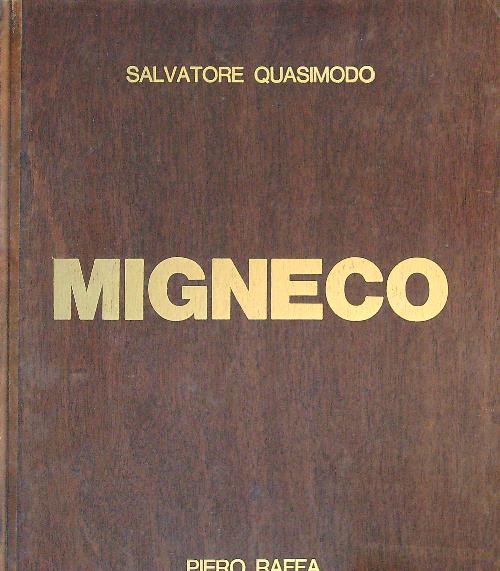 SALVATORE QUASIMODO
MIGNECO
PIERO RAFFA